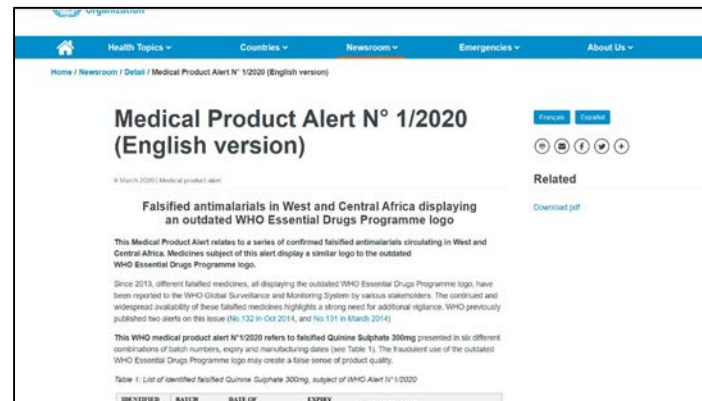 Organization
Health Topics
Countries
Newsroom
Emergencies
About Us
Home / Newsroom / Detail / Medical Product Alert N° 1/2020 (English version)
Medical Product Alert N° 1/2020
(English version)
Français
Español
9 March 2020 | Medical product alert
Related
Download pdf
Falsified antimalarials in West and Central Africa displaying
an outdated WHO Essential Drugs Programme logo
This Medical Product Alert relates to a series of confirmed falsified antimalarials circulating in West and
Central Africa. Medicines subject of this alert display a similar logo to the outdated
WHO Essential Drugs Programme logo.
Since 2013, different falsified medicines, all displaying the outdated WHO Essential Drugs Programme logo, have
been reported to the WHO Global Surveillance and Monitoring System by various stakeholders. The continued and
widespread availability of these falsified medicines highlights a strong need for additional vigilance. WHO previously
published two alerts on this issue (No.132 in Oct 2014, and No.131 in March 2014)
This WHO medical product alert N°1/2020 refers to falsified Quinine Sulphate 300mg presented in six different
combinations of batch numbers, expiry and manufacturing dates (see Table 1). The fraudulent use of the outdated
WHO Essential Drugs Programme logo may create a false sense of product quality.
Table 1: List of identified falsified Quinine Sulphate 300mg, subject of WHO Alert N°1/2020
IDENTIFIED BATCH DATE OF EXPIRY